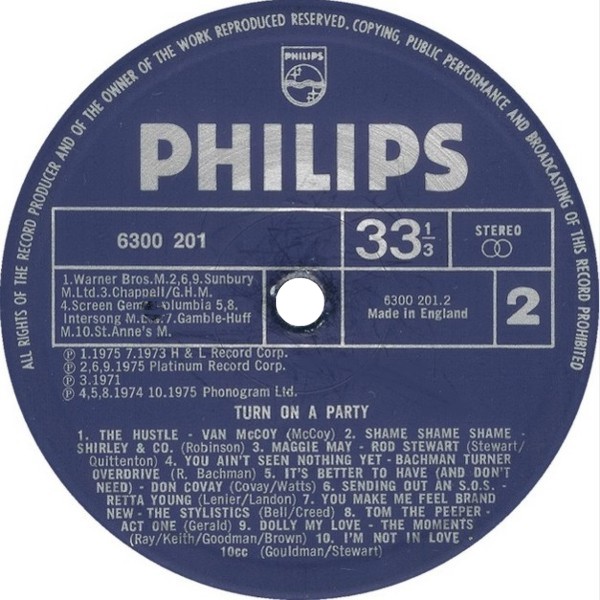 ALL RIGHTS OF THE RECORD PRODUCER AND OF THE OWNER OF THE WORK REPRODUCED RESERVED. COPYING, PUBLIC PERFORMANCE AND BROADCASTING OF THIS RECORD PROHIBITED
PHILIPS
PHILIPS
6300 201
33 1/3
STEREO
1.Warner Bros.M.2,6,9.Sunbury
M.Ltd.3.Chappell/G.H.M.
4.Screen Columbia 5,8.
Intersong M. 7.Gamble-Huff
M.10.St.Anne's M.
6300 201.2
Made in England
2
Ⓟ 1.1975 7.1973 H & L Record Corp.
Ⓟ 2,6,9.1975 Platinum Record Corp.
Ⓟ 3.1971
Ⓟ 4,5,8.1974 10.1975 Phonogram Ltd.
TURN ON A PARTY
1. THE HUSTLE - VAN McCOY (McCoy) 2. SHAME SHAME SHAME -
SHIRLEY & CO. (Robinson) 3. MAGGIE MAY - ROD STEWART (Stewart/
Quittenton) 4. YOU AIN'T SEEN NOTHING YET - BACHMAN TURNER
OVERDRIVE (R. Bachman) 5. IT'S BETTER TO HAVE (AND DON'T
NEED) - DON COVAY (Covay/Watts) 6. SENDING OUT AN S.O.S. -
RETTA YOUNG (Lenier/Landon) 7. YOU MAKE ME FEEL BRAND
NEW - THE STYLISTICS (Bell/Creed) 8. TOM THE PEEPER -
ACT ONE (Gerald) 9. DOLLY MY LOVE - THE MOMENTS
(Ray/Keith/Goodman/Brown) 10. I'M NOT IN LOVE -
10cc (Gouldman/Stewart)